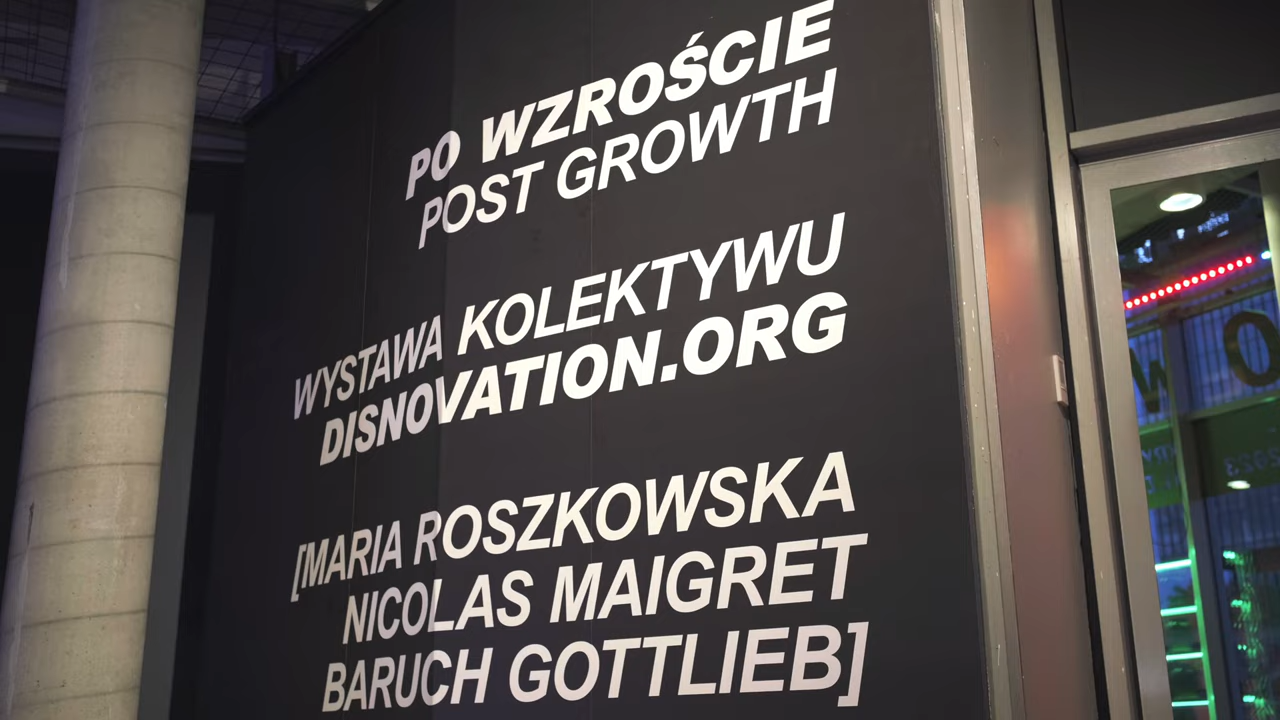 PO WZROŚCIE
POST GROWTH
WYSTAWA KOLEKTYWU
DISNOVATION.ORG
[MARIA ROSZKOWSKA
NICOLAS MAIGRET
BARUCH GOTTLIEB]